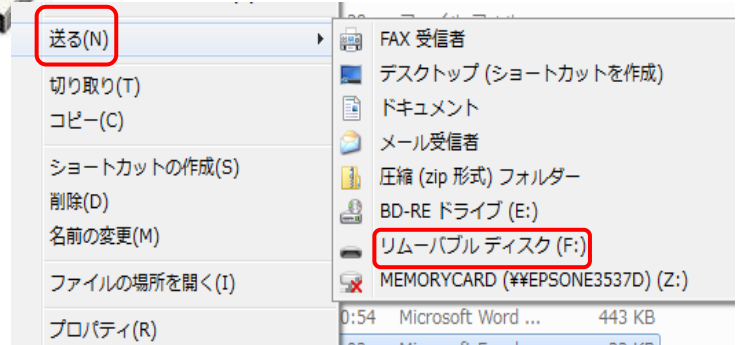 送る(N)
切り取り(T)
コピー(C)
ショートカットの作成(S)
削除(D)
名前の変更(M)
ファイルの場所を開く(I)
プロパティ(R)
FAX 受信者
デスクトップ (ショートカットを作成)
ドキュメント
メール受信者
圧縮 (zip 形式) フォルダー
BD-RE ドライブ (E:)
リムーバブル ディスク (F:)
MEMORYCARD (¥¥EPSONE3537D) (Z:)
0:54 Microsoft Word ... 443 KB